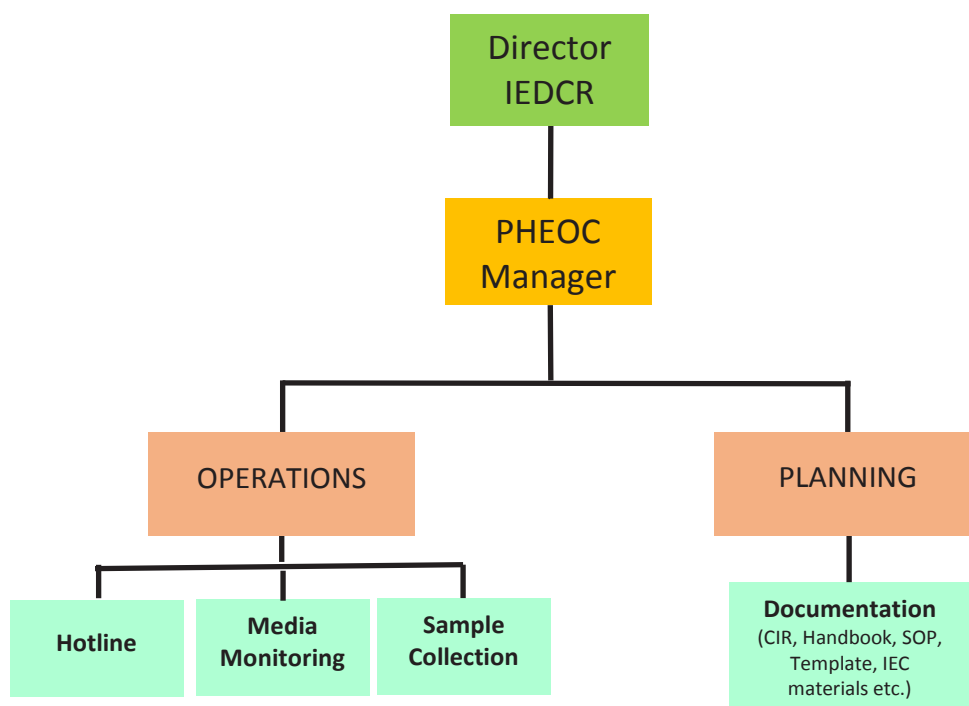 Director
IEDCR
PHEOC
Manager
OPERATIONS
PLANNING
Hotline
Media
Monitoring
Sample
Collection
Documentation
(CIR, Handbook, SOP,
Template, IEC
materials etc.)